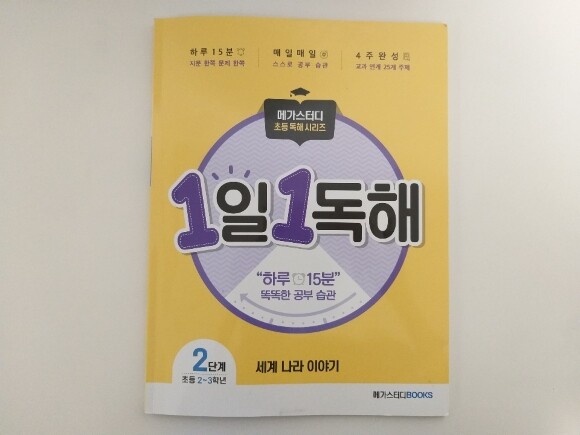 하루 15분
지문 한쪽 문제 한쪽
매일매일
스스로 공부 습관
4주 완성
교과 연계 25개 주제
메가스터디
초등 독해 시리즈
1일1독해
“하루 15분”
똑똑한 공부 습관
2단계
초등 2~3학년
세계 나라 이야기
메가스터디BOOKS